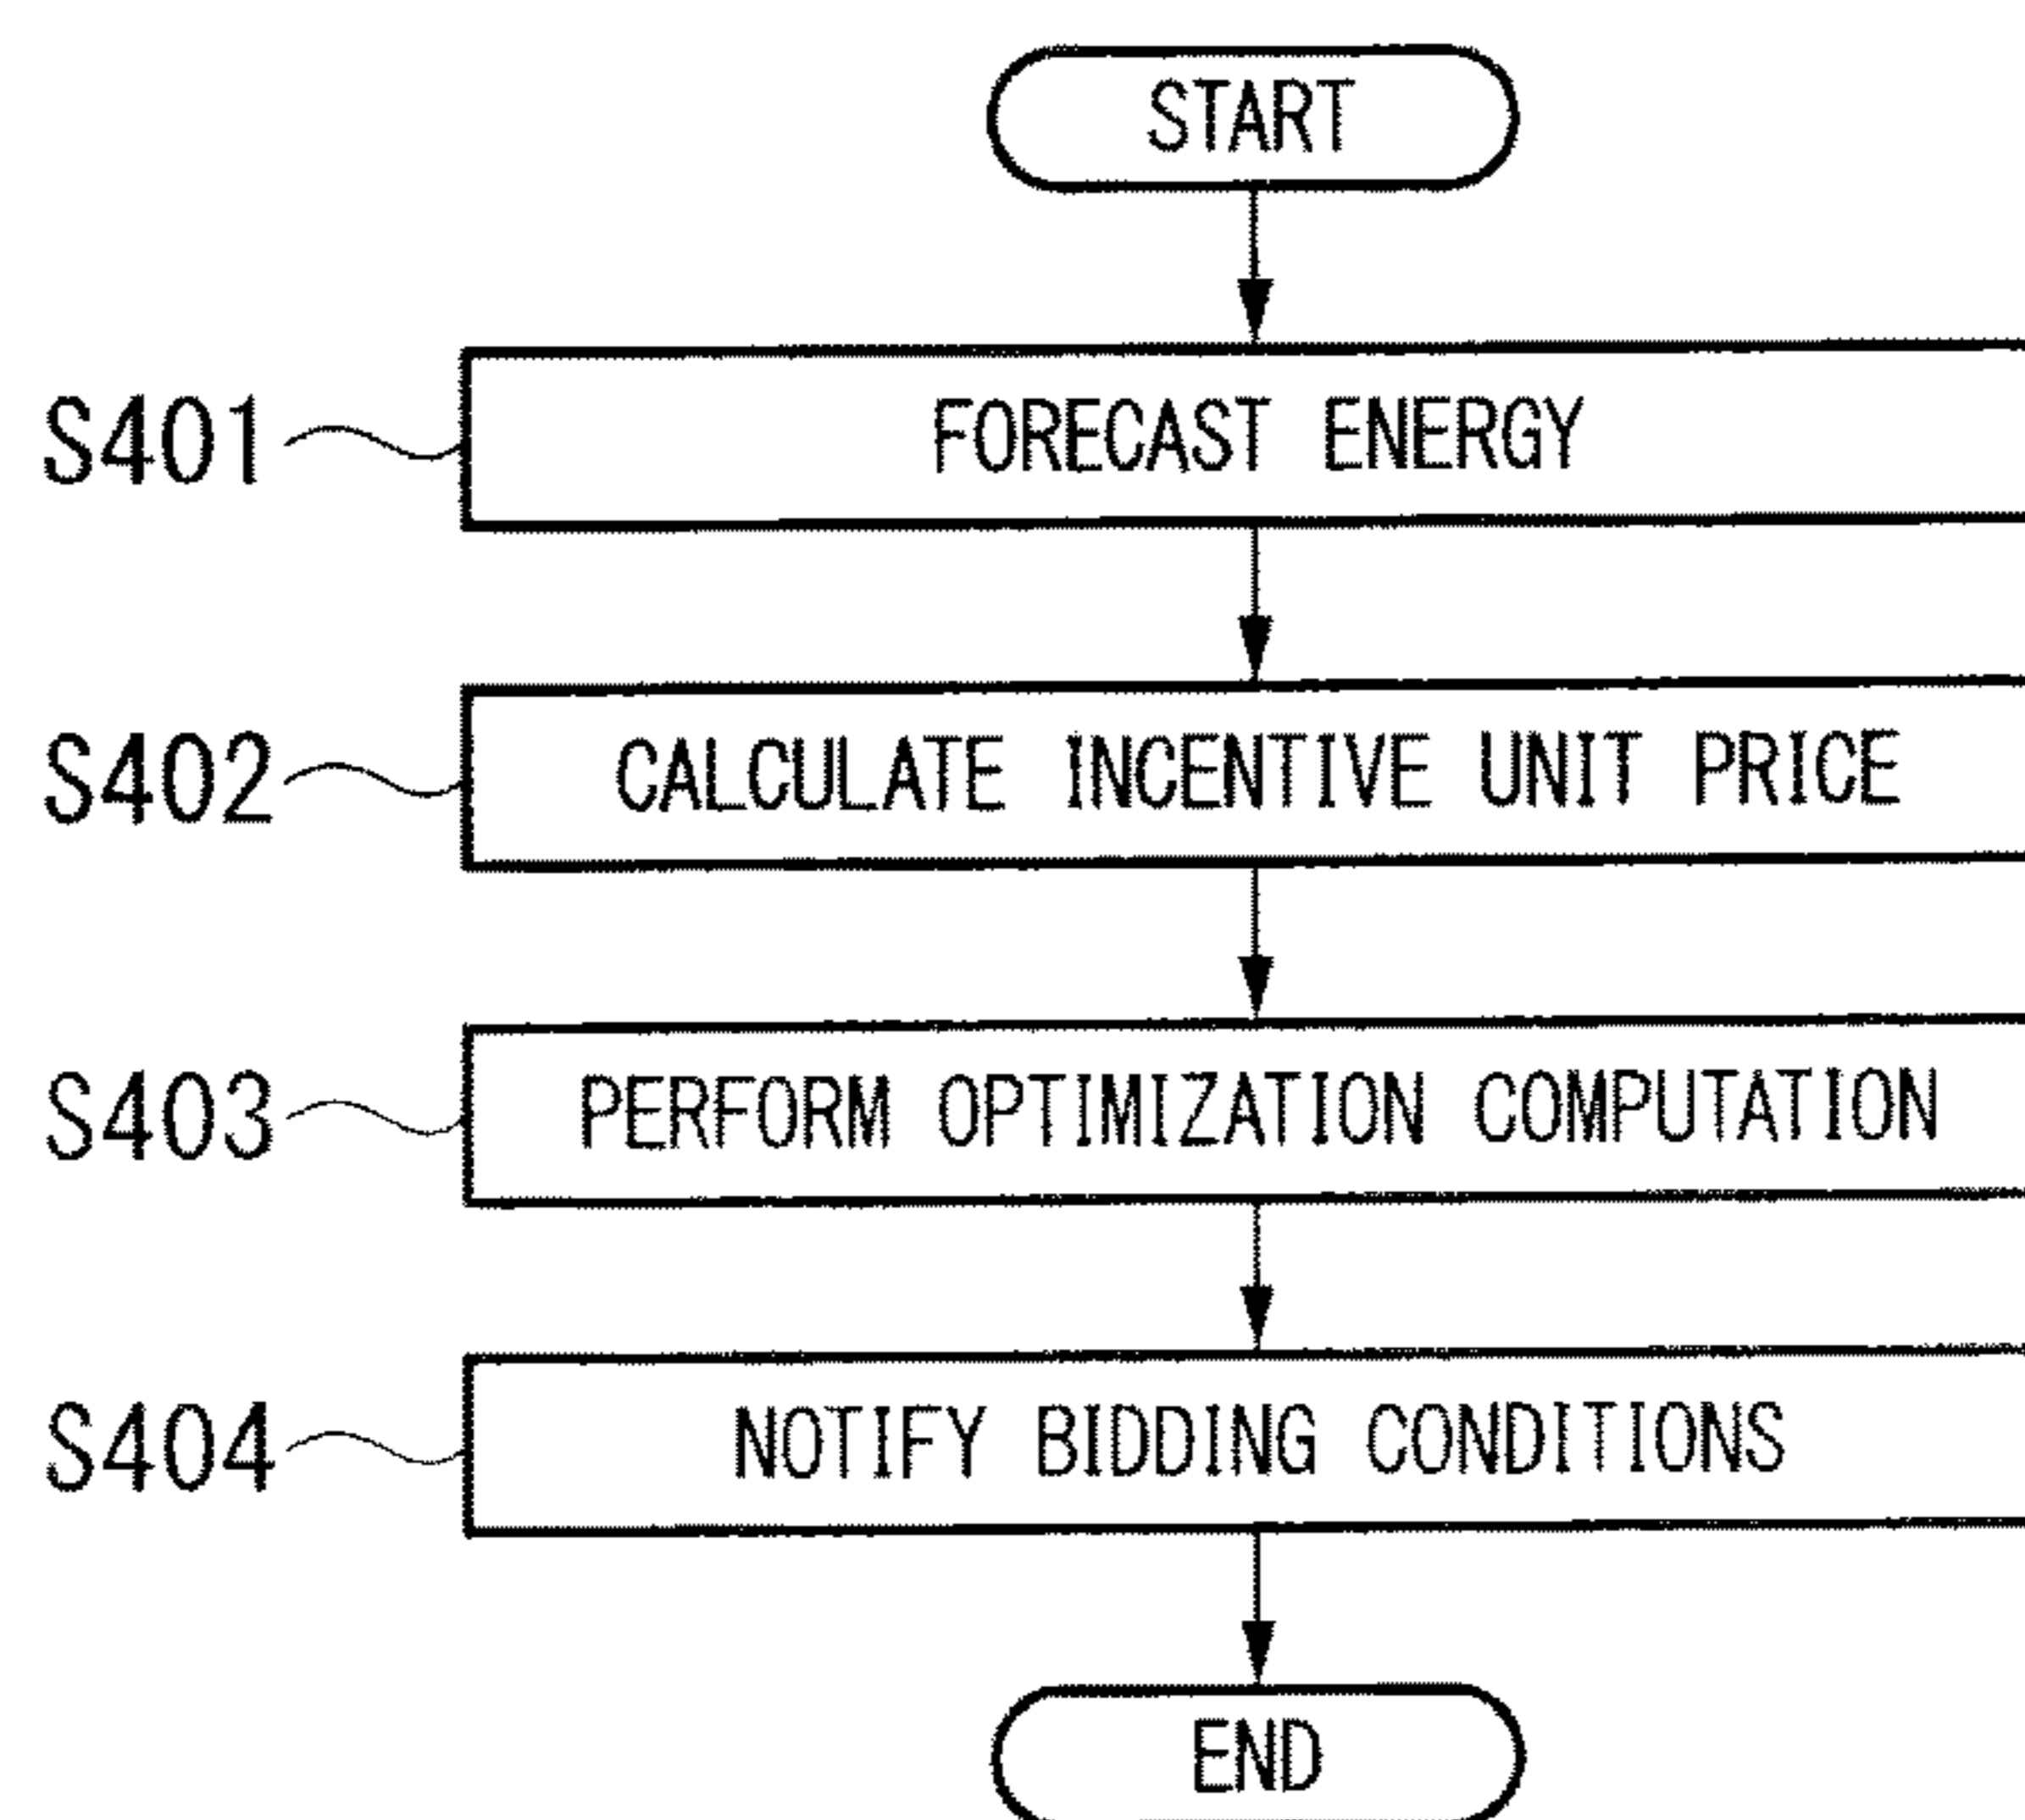 START
S401 FORECAST ENERGY
S402 CALCULATE INCENTIVE UNIT PRICE
S403 PERFORM OPTIMIZATION COMPUTATION
S404 NOTIFY BIDDING CONDITIONS
END